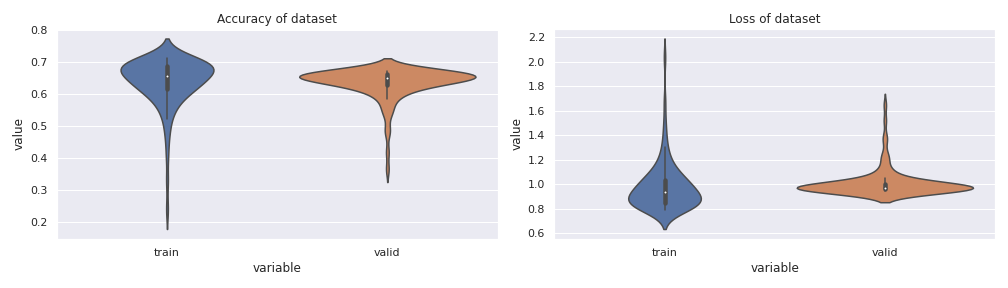 Accuracy of dataset
0.8
0.7
0.6
0.5
0.4
0.3
0.2
value
train
valid
variable
Loss of dataset
2.2
2.0
1.8
1.6
1.4
1.2
1.0
0.8
0.6
value
train
valid
variable